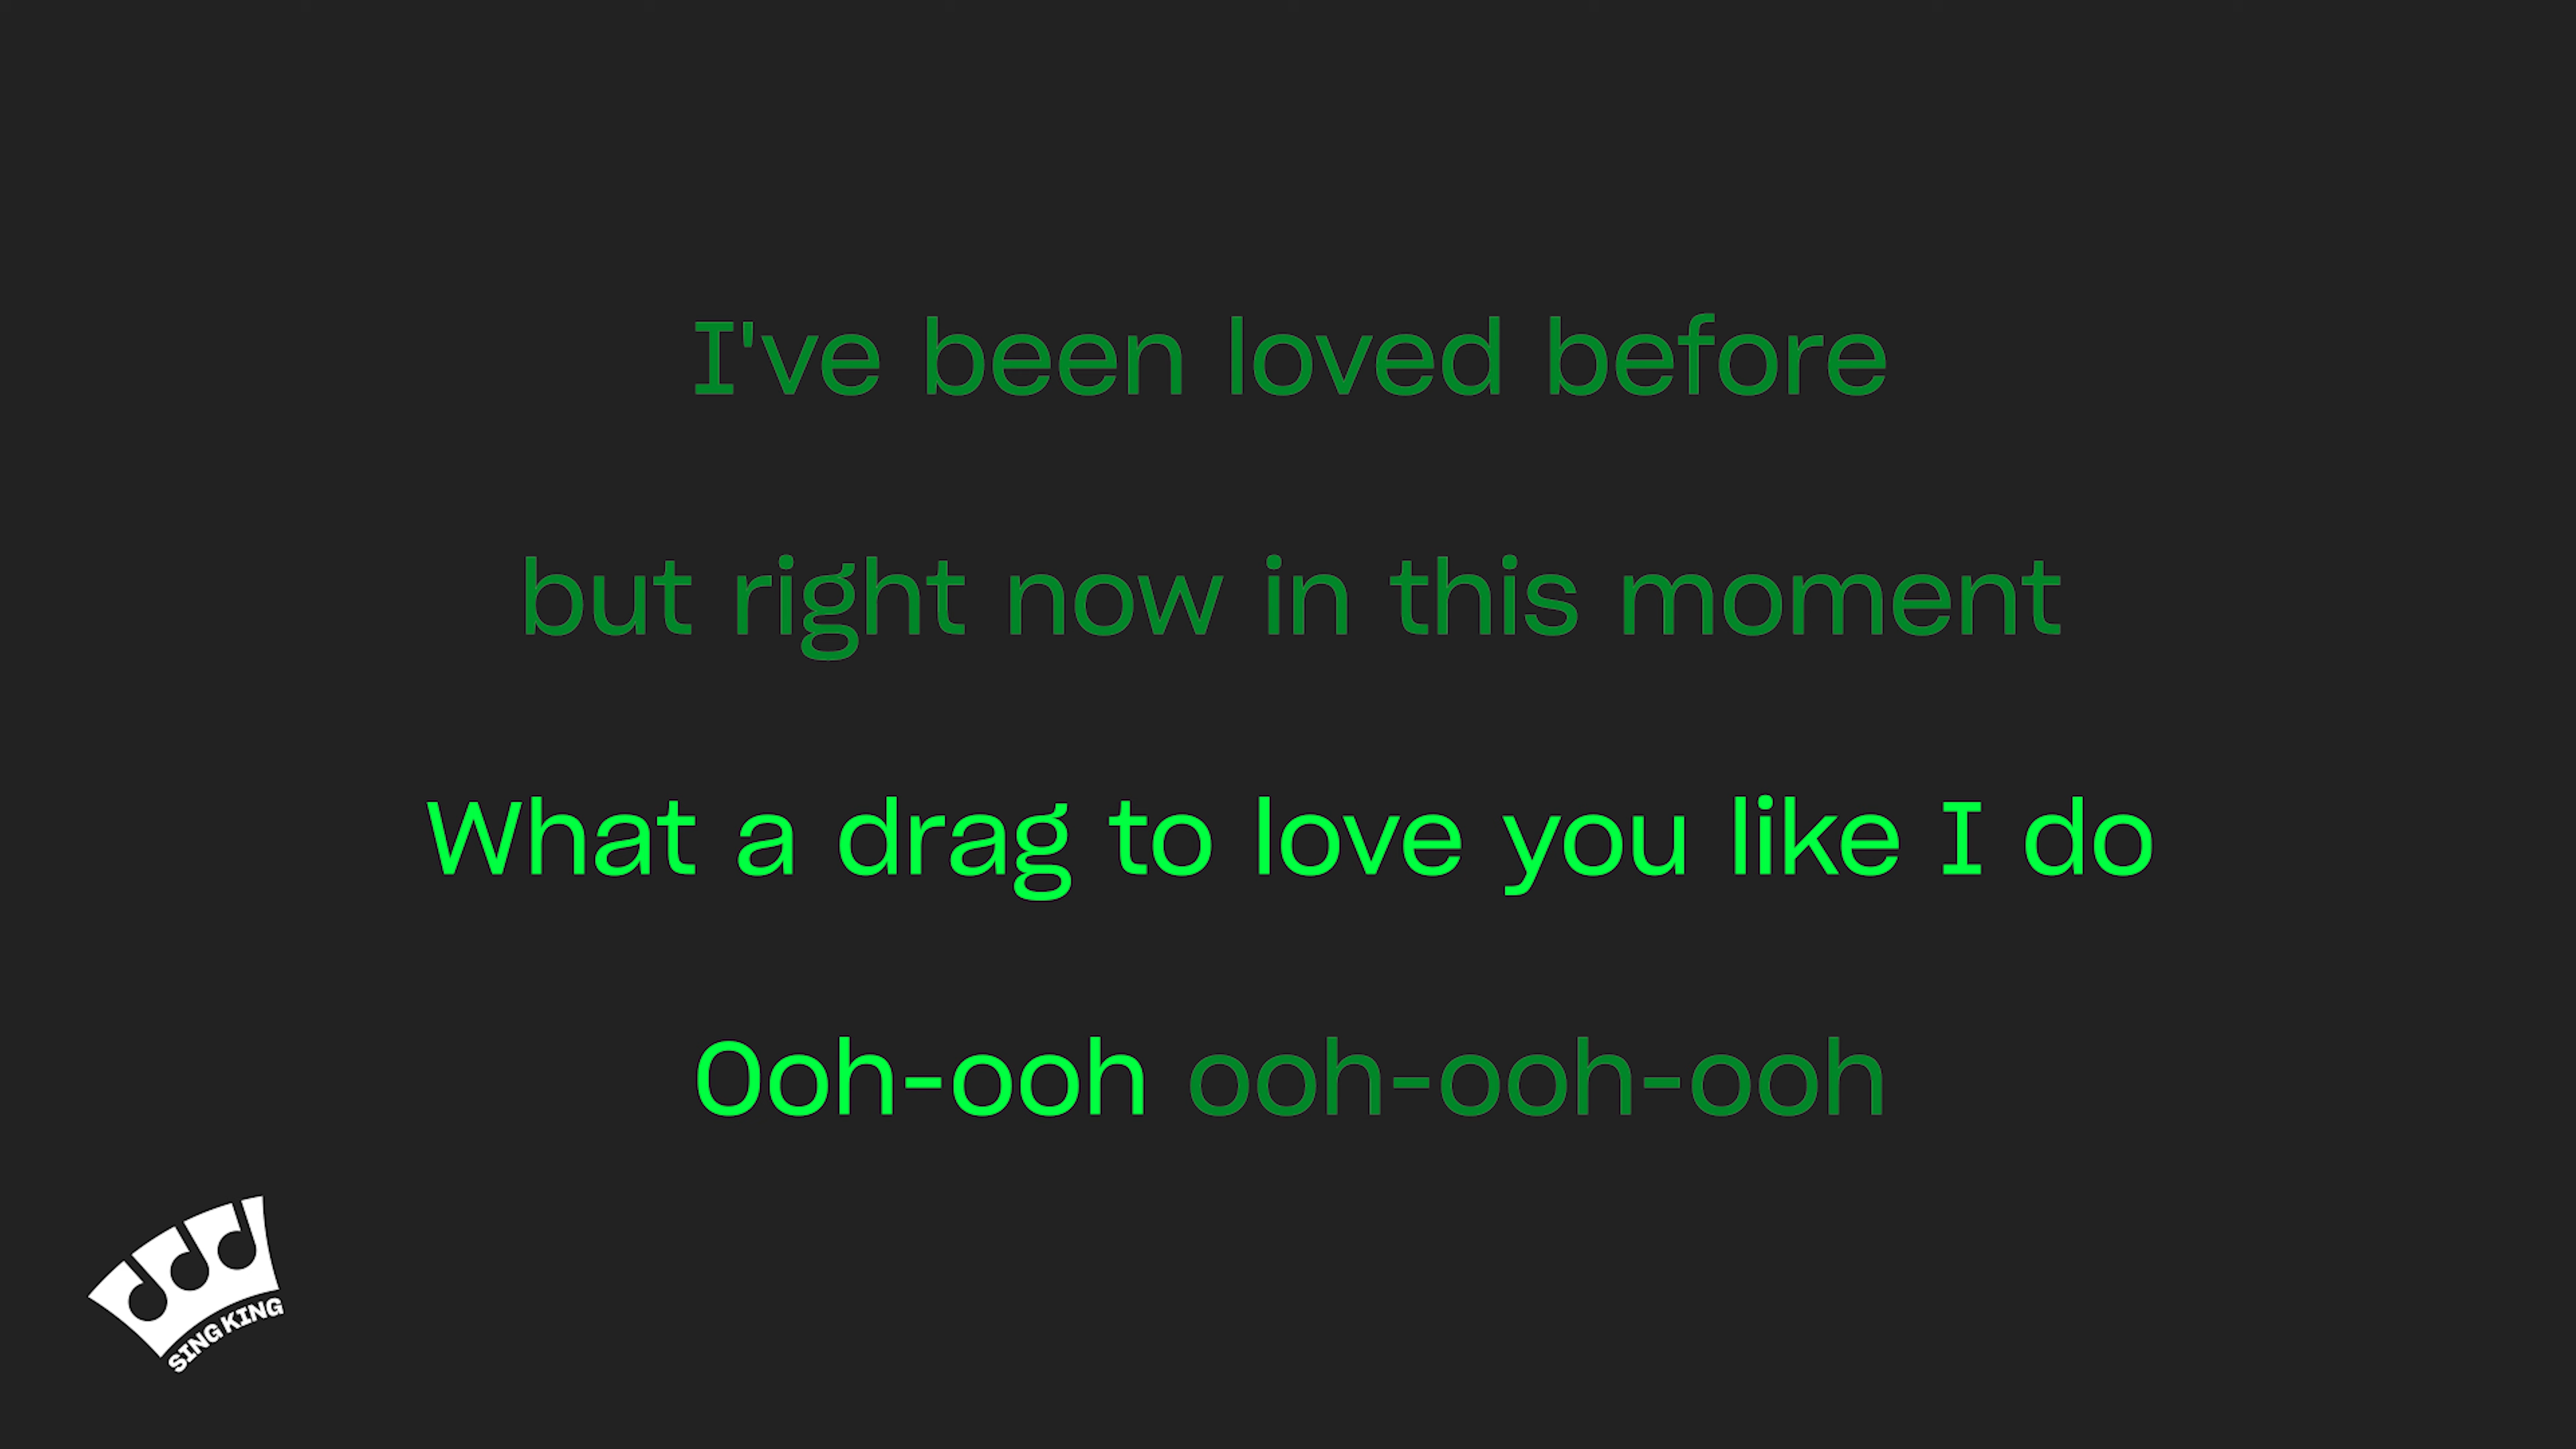 I've been loved before
but right now in this moment
What a drag to love you like I do
Ooh-ooh ooh-ooh-ooh
SING KING